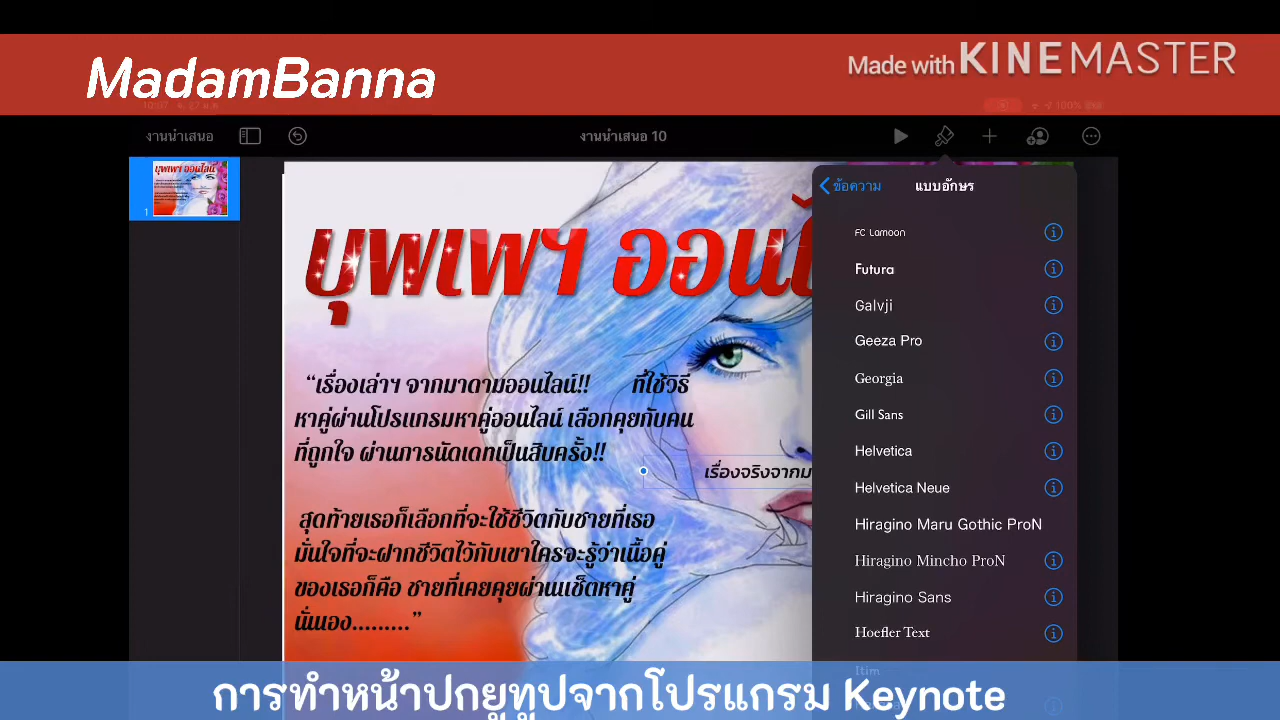 MadamBanna
Made with KINEMASTER
100%
งานนำเสนอ
งานนำเสนอ 10
1
ข้อความ
แบบอักษร
บุพเพฯ ออนไ
“เรื่องเล่าฯ จากมาดามออนไลน์!! ที่ใช้วิธี
หาคู่ผ่านโปรแกรมหาคู่ออนไลน์ เลือกคุยกับคน
ที่ถูกใจ ผ่านการนัดเดทเป็นสิบครั้ง!!
เรื่องจริงจากม
สุดท้ายเธอก็เลือกที่จะใช้ชีวิตกับชายที่เธอ
มั่นใจที่จะฝากชีวิตไว้กับเขาใครจะรู้ว่าเนื้อคู่
ของเธอก็คือ ชายที่เคยคุยผ่านแช็ตหาคู่
นั่นเอง.........”
FC Lamoon
Futura
Galvji
Geeza Pro
Georgia
Gill Sans
Helvetica
Helvetica Neue
Hiragino Maru Gothic ProN
Hiragino Mincho ProN
Hiragino Sans
Hoefler Text
Itim
การทำหน้าปกยูทูปจากโปรแกรม Keynote